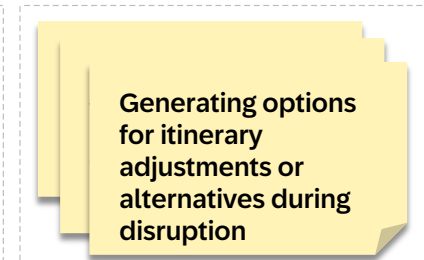 Generating options
for itinerary
adjustments or
alternatives during
disruption